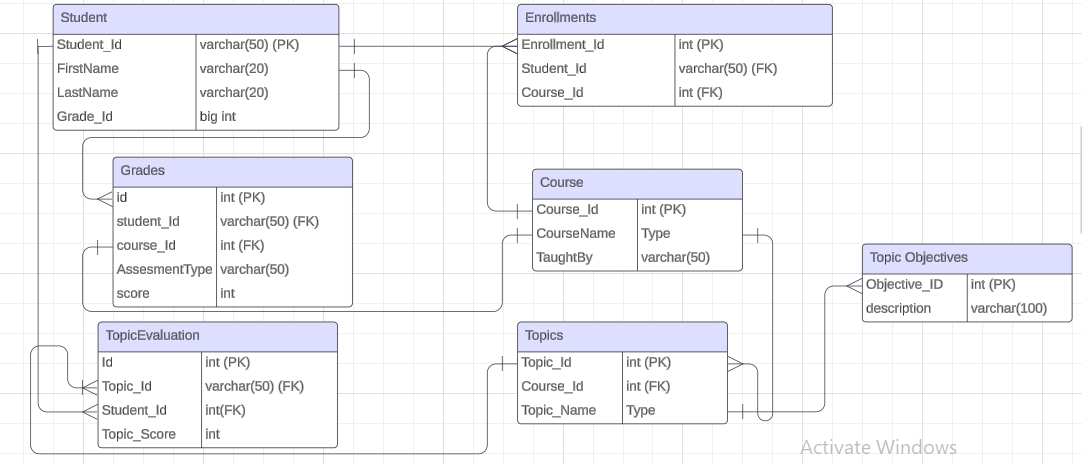 Student
Student_Id varchar(50) (PK)
FirstName varchar(20)
LastName varchar(20)
Grade_Id big int
Enrollments
Enrollment_Id int (PK)
Student_Id varchar(50) (FK)
Course_Id int (FK)
Grades
id int (PK)
student_Id varchar(50) (FK)
course_Id int (FK)
AssesmentType varchar(50)
score int
Course
Course_Id int (PK)
CourseName Type
TaughtBy varchar(50)
Topic Objectives
Objective_ID int (PK)
description varchar(100)
TopicEvaluation
Id int (PK)
Topic_Id varchar(50) (FK)
Student_Id int(FK)
Topic_Score int
Topics
Topic_Id int (PK)
Course_Id int (FK)
Topic_Name Type
Activate Windows